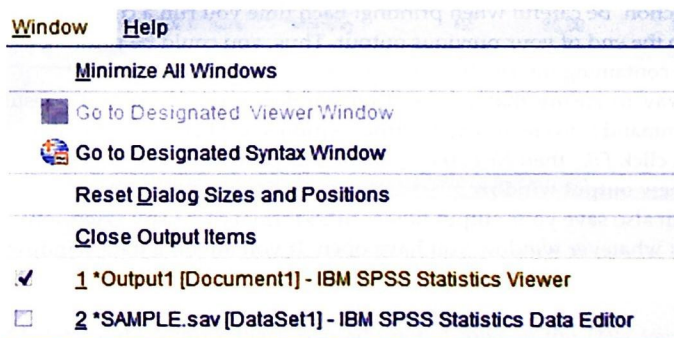 Window Help
Minimize All Windows
Go to Designated Viewer Window
Go to Designated Syntax Window
Reset Dialog Sizes and Positions
Close Output Items
1 *Output1 [Document1] - IBM SPSS Statistics Viewer
2 *SAMPLE.sav [DataSet1] - IBM SPSS Statistics Data Editor